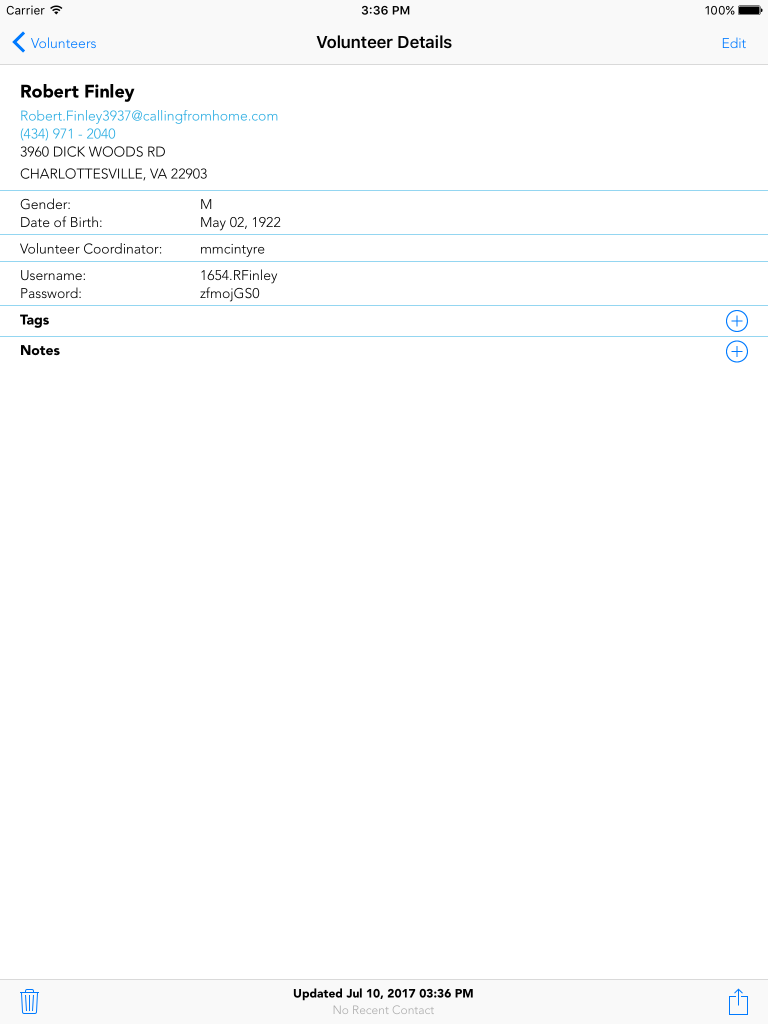 Carrier 3:36 PM 100%
Volunteers Volunteer Details Edit
Robert Finley
Robert.Finley3937@callingfromhome.com
(434) 971 - 2040
3960 DICK WOODS RD
CHARLOTTESVILLE, VA 22903
Gender: M
Date of Birth: May 02, 1922
Volunteer Coordinator: mmcintyre
Username: 1654.RFinley
Password: zfmojGS0
Tags
Notes
Updated Jul 10, 2017 03:36 PM
No Recent Contact